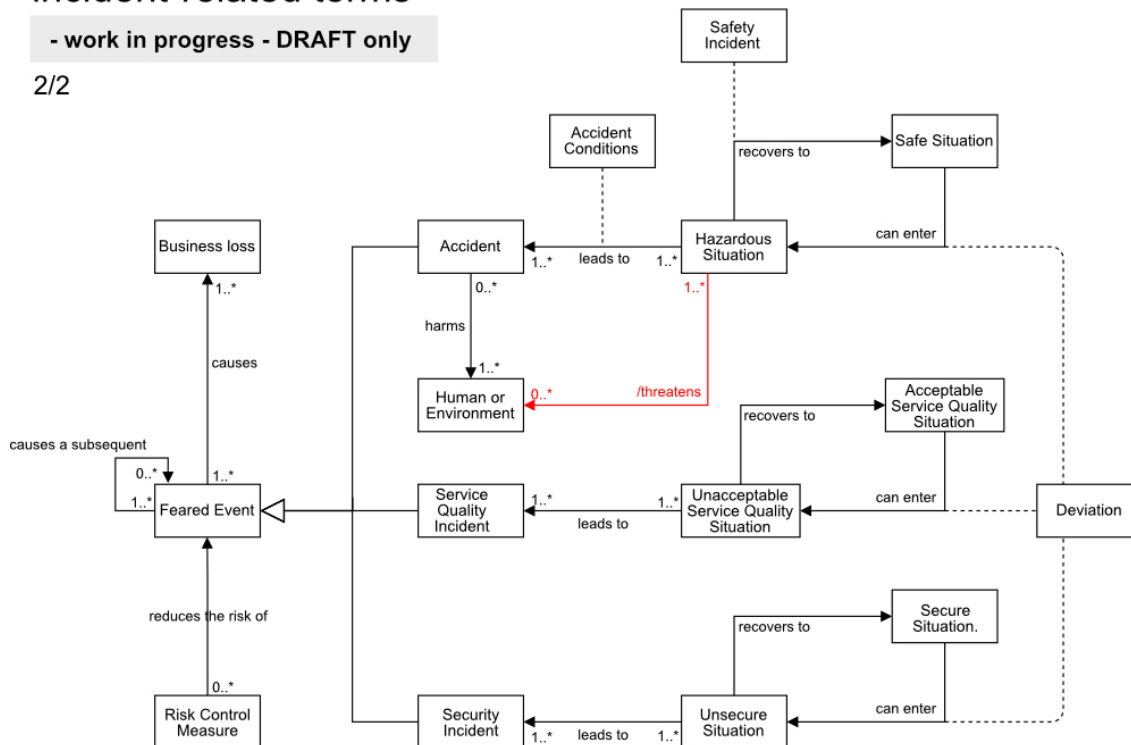 Incident related terms
- work in progress - DRAFT only
2/2
Safety
Incident
Accident
Conditions
recovers to
Safe Situation
can enter
Business loss
Accident
Hazardous
Situation
1..*
leads to
1..*
1..*
0..*
1..*
harms
causes
1..*
0..*
/threatens
Human or
Environment
Acceptable
Service Quality
Situation
recovers to
causes a subsequent
0..*
1..*
1..*
Feared Event
Service
Quality
Incident
1..*
leads to
1..*
Unacceptable
Service Quality
Situation
can enter
Deviation
reduces the risk of
recovers to
Secure
Situation.
0..*
Risk Control
Measure
Security
Incident
1..*
leads to
1..*
Unsecure
Situation
can enter